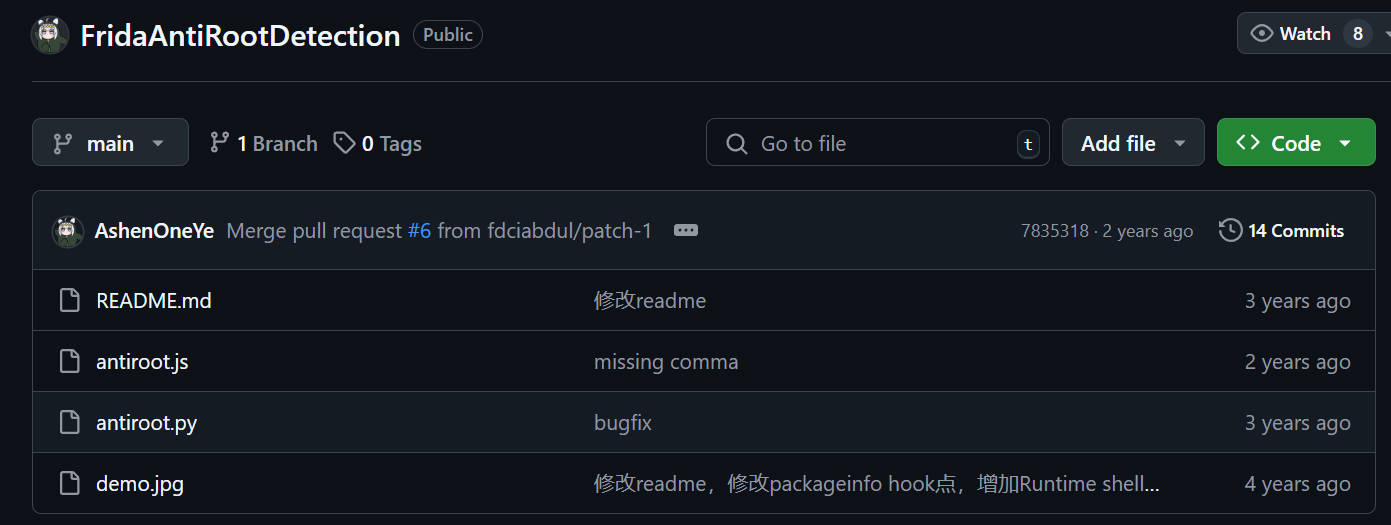 FridaAntiRootDetection Public Watch 8
main 1 Branch 0 Tags Go to file t Add file Code
AshenOneYe Merge pull request #6 from fdciabdul/patch-1 7835318 · 2 years ago 14 Commits
README.md 修改readme 3 years ago
antiroot.js missing comma 2 years ago
antiroot.py bugfix 3 years ago
demo.jpg 修改readme，修改packageinfo hook点，增加Runtime shell... 4 years ago